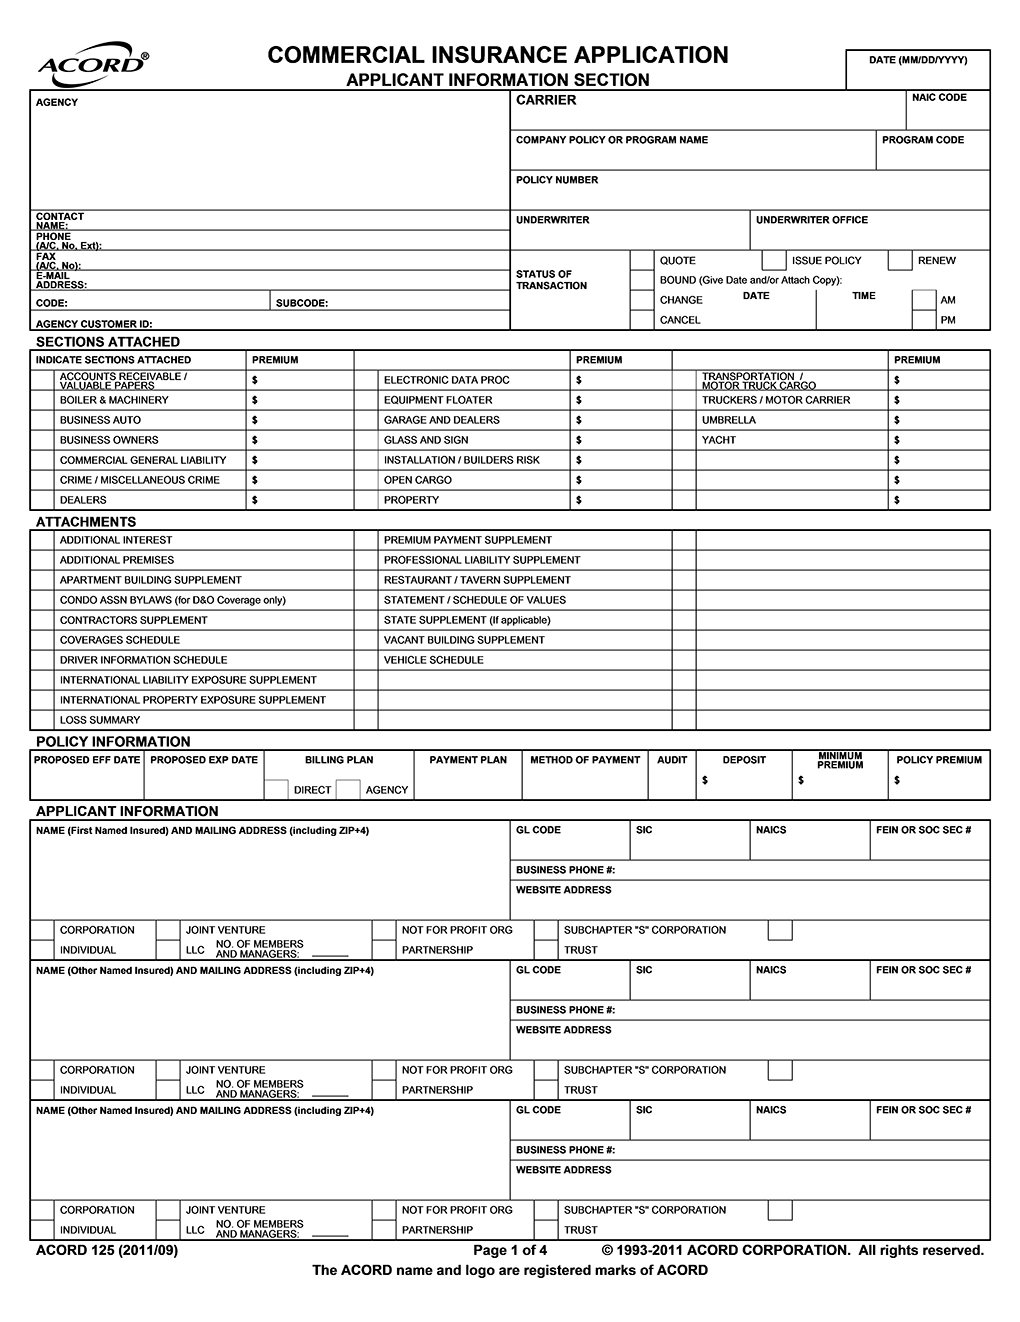 ACORD®
COMMERCIAL INSURANCE APPLICATION
APPLICANT INFORMATION SECTION
DATE (MM/DD/YYYY)
AGENCY
CARRIER
NAIC CODE
COMPANY POLICY OR PROGRAM NAME
PROGRAM CODE
POLICY NUMBER
CONTACT
NAME:
PHONE
(A/C, No, Ext):
FAX
(A/C, No):
E-MAIL
ADDRESS:
CODE:
SUBCODE:
AGENCY CUSTOMER ID:
UNDERWRITER
UNDERWRITER OFFICE
STATUS OF
TRANSACTION
QUOTE
ISSUE POLICY
RENEW
BOUND (Give Date and/or Attach Copy):
CHANGE
DATE
TIME
AM
CANCEL
PM
SECTIONS ATTACHED
INDICATE SECTIONS ATTACHED PREMIUM PREMIUM PREMIUM
ACCOUNTS RECEIVABLE /
VALUABLE PAPERS $ ELECTRONIC DATA PROC $ TRANSPORTATION /
MOTOR TRUCK CARGO $
BOILER & MACHINERY $ EQUIPMENT FLOATER $ TRUCKERS / MOTOR CARRIER $
BUSINESS AUTO $ GARAGE AND DEALERS $ UMBRELLA $
BUSINESS OWNERS $ GLASS AND SIGN $ YACHT $
COMMERCIAL GENERAL LIABILITY $ INSTALLATION / BUILDERS RISK $ $
CRIME / MISCELLANEOUS CRIME $ OPEN CARGO $ $
DEALERS $ PROPERTY $ $
ATTACHMENTS
ADDITIONAL INTEREST PREMIUM PAYMENT SUPPLEMENT
ADDITIONAL PREMISES PROFESSIONAL LIABILITY SUPPLEMENT
APARTMENT BUILDING SUPPLEMENT RESTAURANT / TAVERN SUPPLEMENT
CONDO ASSN BYLAWS (for D&O Coverage only) STATEMENT / SCHEDULE OF VALUES
CONTRACTORS SUPPLEMENT STATE SUPPLEMENT (If applicable)
COVERAGES SCHEDULE VACANT BUILDING SUPPLEMENT
DRIVER INFORMATION SCHEDULE VEHICLE SCHEDULE
INTERNATIONAL LIABILITY EXPOSURE SUPPLEMENT
INTERNATIONAL PROPERTY EXPOSURE SUPPLEMENT
LOSS SUMMARY
POLICY INFORMATION
PROPOSED EFF DATE PROPOSED EXP DATE BILLING PLAN PAYMENT PLAN METHOD OF PAYMENT AUDIT DEPOSIT MINIMUM
PREMIUM POLICY PREMIUM
DIRECT AGENCY $ $ $
APPLICANT INFORMATION
NAME (First Named Insured) AND MAILING ADDRESS (including ZIP+4) GL CODE SIC NAICS FEIN OR SOC SEC #
BUSINESS PHONE #:
WEBSITE ADDRESS
CORPORATION JOINT VENTURE NOT FOR PROFIT ORG SUBCHAPTER "S" CORPORATION
INDIVIDUAL LLC NO. OF MEMBERS
AND MANAGERS: ______ PARTNERSHIP TRUST
NAME (Other Named Insured) AND MAILING ADDRESS (including ZIP+4) GL CODE SIC NAICS FEIN OR SOC SEC #
BUSINESS PHONE #:
WEBSITE ADDRESS
CORPORATION JOINT VENTURE NOT FOR PROFIT ORG SUBCHAPTER "S" CORPORATION
INDIVIDUAL LLC NO. OF MEMBERS
AND MANAGERS: ______ PARTNERSHIP TRUST
NAME (Other Named Insured) AND MAILING ADDRESS (including ZIP+4) GL CODE SIC NAICS FEIN OR SOC SEC #
BUSINESS PHONE #:
WEBSITE ADDRESS
CORPORATION JOINT VENTURE NOT FOR PROFIT ORG SUBCHAPTER "S" CORPORATION
INDIVIDUAL LLC NO. OF MEMBERS
AND MANAGERS: ______ PARTNERSHIP TRUST
ACORD 125 (2011/09) Page 1 of 4 © 1993-2011 ACORD CORPORATION. All rights reserved.
The ACORD name and logo are registered marks of ACORD